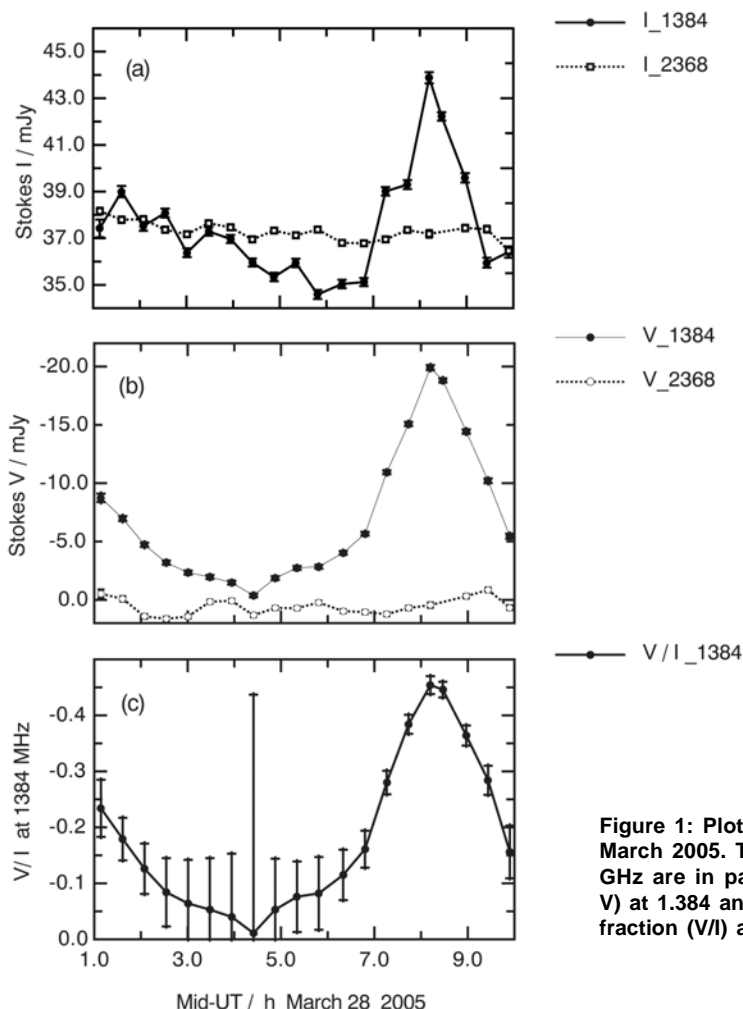 I_1384
I_2368
(a)
45.0
43.0
41.0
39.0
37.0
35.0
Stokes I / mJy
V_1384
V_2368
(b)
-20.0
-15.0
-10.0
-5.0
0.0
Stokes V / mJy
V / I _1384
(c)
-0.4
-0.3
-0.2
-0.1
0.0
V/ I at 1384 MHz
1.0 3.0 5.0 7.0 9.0
Mid-UT / h March 28 2005
Figure 1: Plot
March 2005. T
GHz are in pa
V) at 1.384 an
fraction (V/I) a